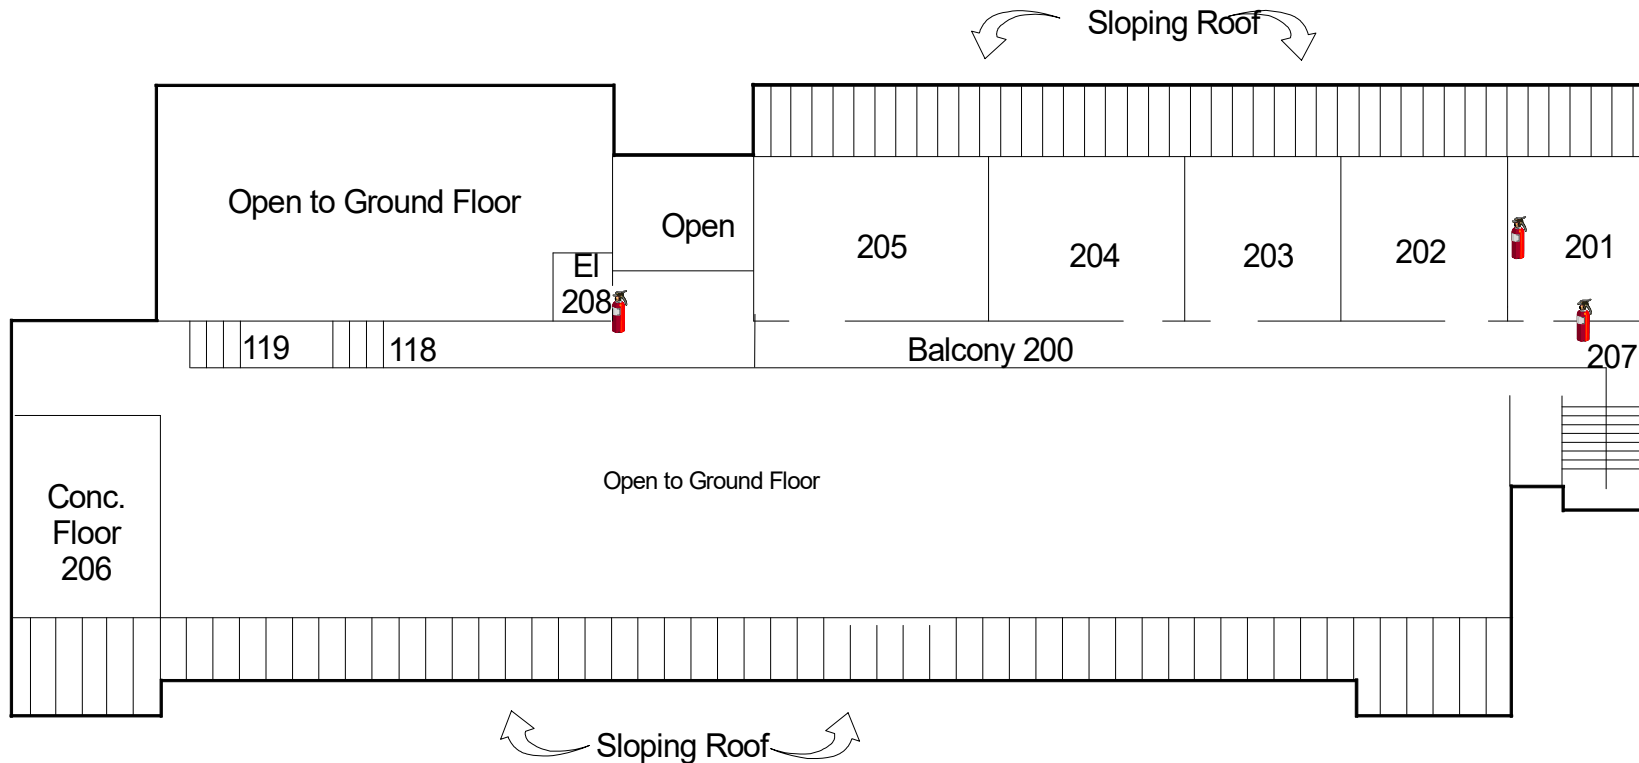 Sloping Roof
Open to Ground Floor
Open
205
204
203
202
201
El
208
119
118
Balcony 200
207
Open to Ground Floor
Conc.
Floor
206
Sloping Roof